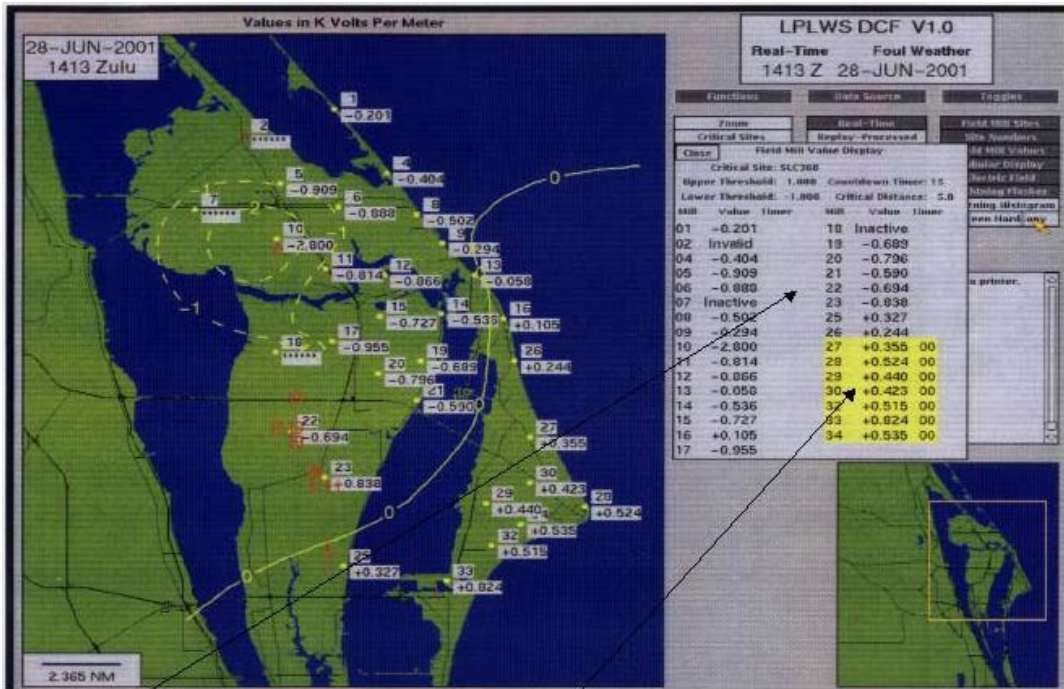 Values in K Volts Per Meter
28-JUN-2001
1413 Zulu
LPLWS DCF V1.0
Real-Time Foul Weather
1413 Z 28-JUN-2001
Functions Data Source Toggles
Zoom Real-Time Field Mill Sites
Critical Sites Replay-Processed Site Numbers
Close Field Mill Value Display
Critical Site: SLC36B
Upper Threshold: 1.000 Countdown Timer: 15
Lower Threshold: -1.000 Critical Distance: 5.0
Mill Value Timer Mill Value Timer
01 -0.201 18 Inactive
02 Invalid 19 -0.689
04 -0.404 20 -0.796
05 -0.909 21 -0.590
06 -0.888 22 -0.694
07 Inactive 23 -0.838
08 -0.502 25 +0.327
09 -0.294 26 +0.244
10 -2.800 27 +0.355 00
11 -0.814 28 +0.524 00
12 -0.866 29 +0.440 00
13 -0.058 30 +0.423 00
14 -0.536 32 +0.515 00
15 -0.727 33 +0.824 00
16 +0.105 34 +0.535 00
17 -0.955
printer.
1
-0.201
2
******
4
-0.404
5
-0.909
6
-0.888
7
******
8
-0.502
9
-0.294
10
-2.800
11
-0.814
12
-0.866
13
-0.058
14
-0.536
15
-0.727
16
+0.105
17
-0.955
18
******
19
-0.689
20
-0.796
21
-0.590
22
-0.694
23
-0.838
26
+0.244
27
+0.355
28
+0.524
29
+0.440
30
+0.423
+0.535
32
+0.515
33
+0.824
+0.327
-1
-2
-1
0
0
0
0
0
2.365 NM